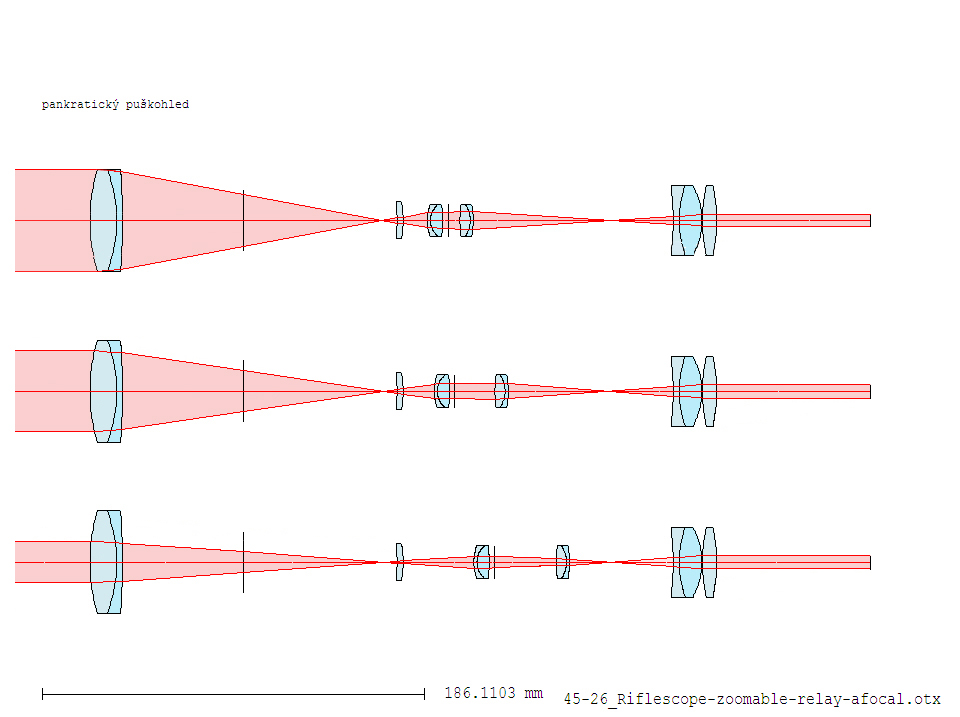 pankratický puškohled
186.1103 mm
45-26_Riflescope-zoomable-relay-afocal.otx